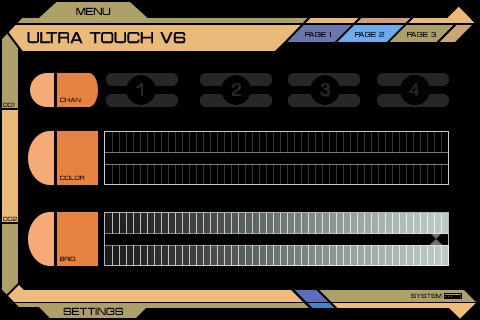 MENU
ULTRA TOUCH V6
PAGE 1
PAGE 2
PAGE 3
CHAN.
1
2
3
4
001
COLOR
002
BRID.
SYSTEM
SETTINGS